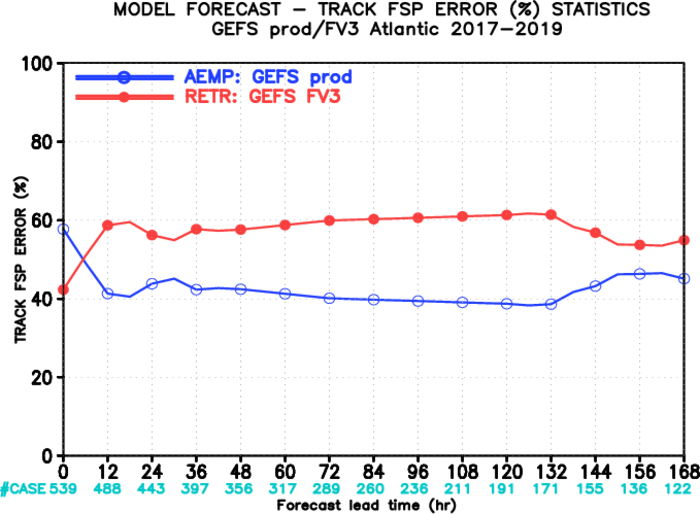 MODEL FORECAST – TRACK FSP ERROR (%) STATISTICS
GEFS prod/FV3 Atlantic 2017–2019
100
AEMP: GEFS prod
RETR: GEFS FV3
80
60
40
20
0
TRACK FSP ERROR (%)
0 12 24 36 48 60 72 84 96 108 120 132 144 156 168
#CASE 539 488 443 397 356 317 289 260 236 211 191 171 155 136 122
Forecast lead time (hr)